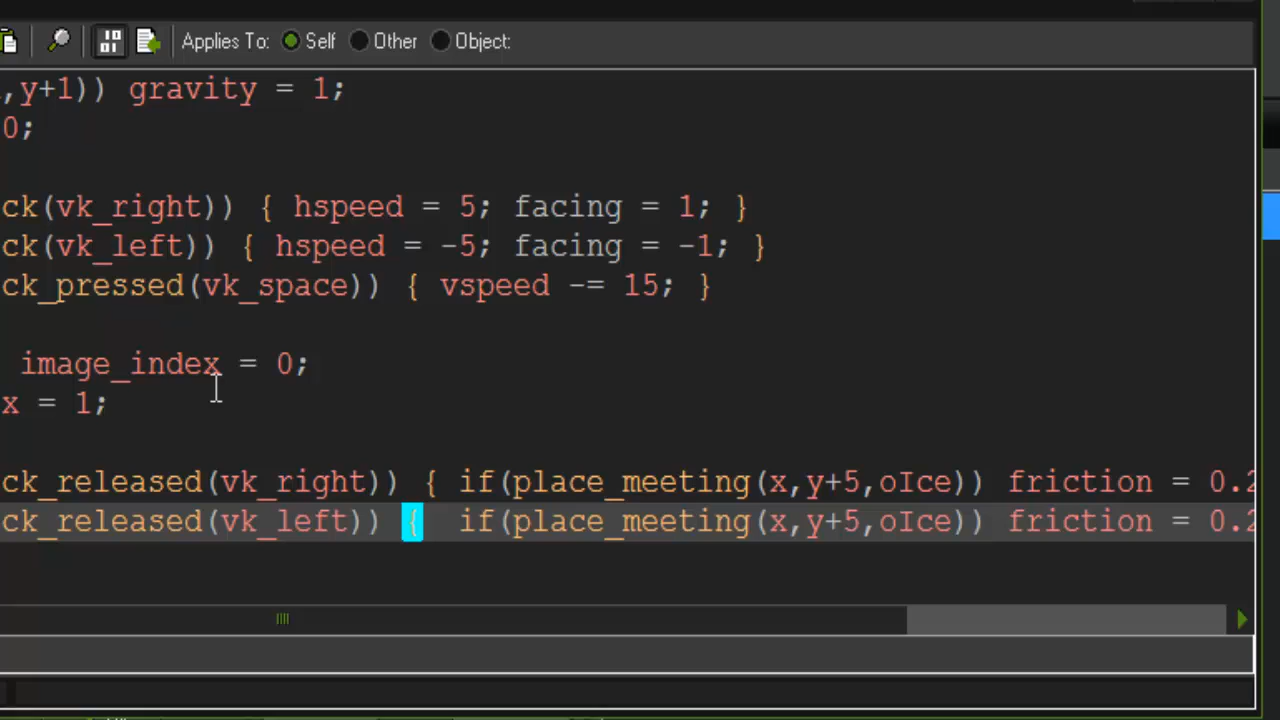 Applies To: Self Other Object:
,y+1)) gravity = 1;
0;
ck(vk_right)) { hspeed = 5; facing = 1; }
ck(vk_left)) { hspeed = -5; facing = -1; }
ck_pressed(vk_space)) { vspeed -= 15; }
image_index = 0;
x = 1;
ck_released(vk_right)) { if(place_meeting(x,y+5,oIce)) friction = 0.2
ck_released(vk_left)) { if(place_meeting(x,y+5,oIce)) friction = 0.2